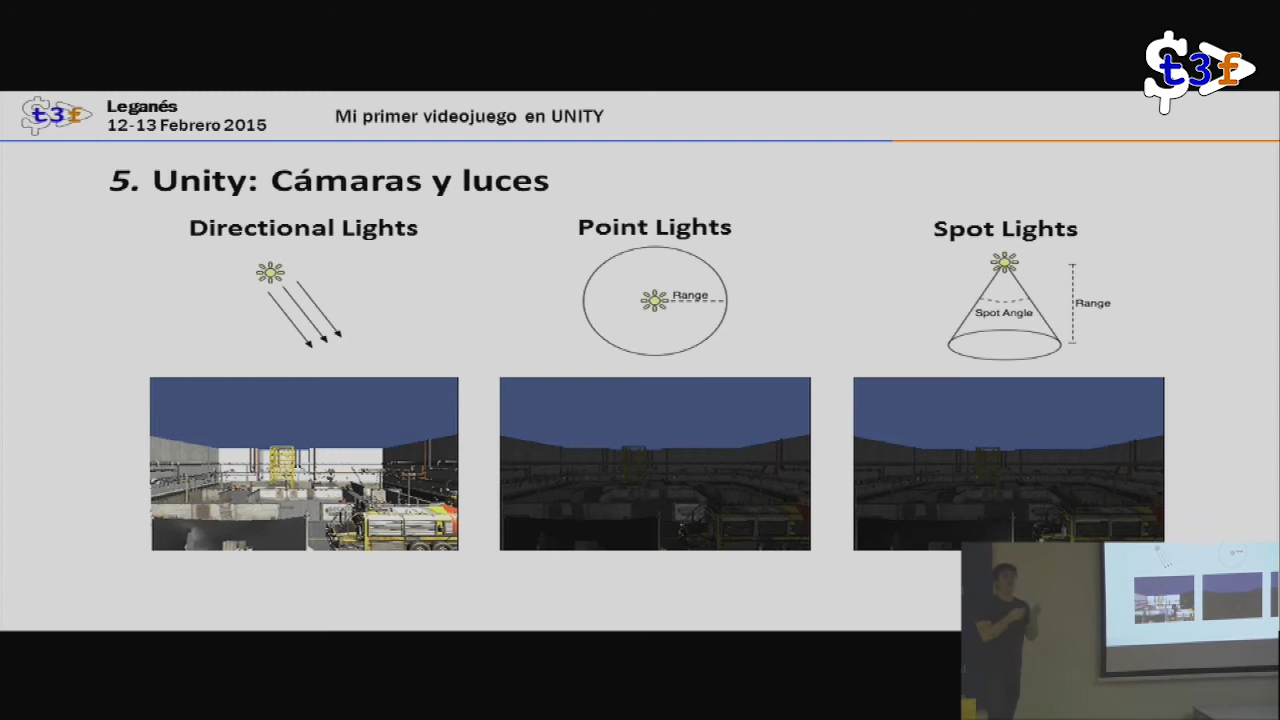 t3f
t3f
Leganés
12-13 Febrero 2015
Mi primer videojuego en UNITY
5. Unity: Cámaras y luces
Directional Lights
Point Lights
Spot Lights
Range
Spot Angle
Range